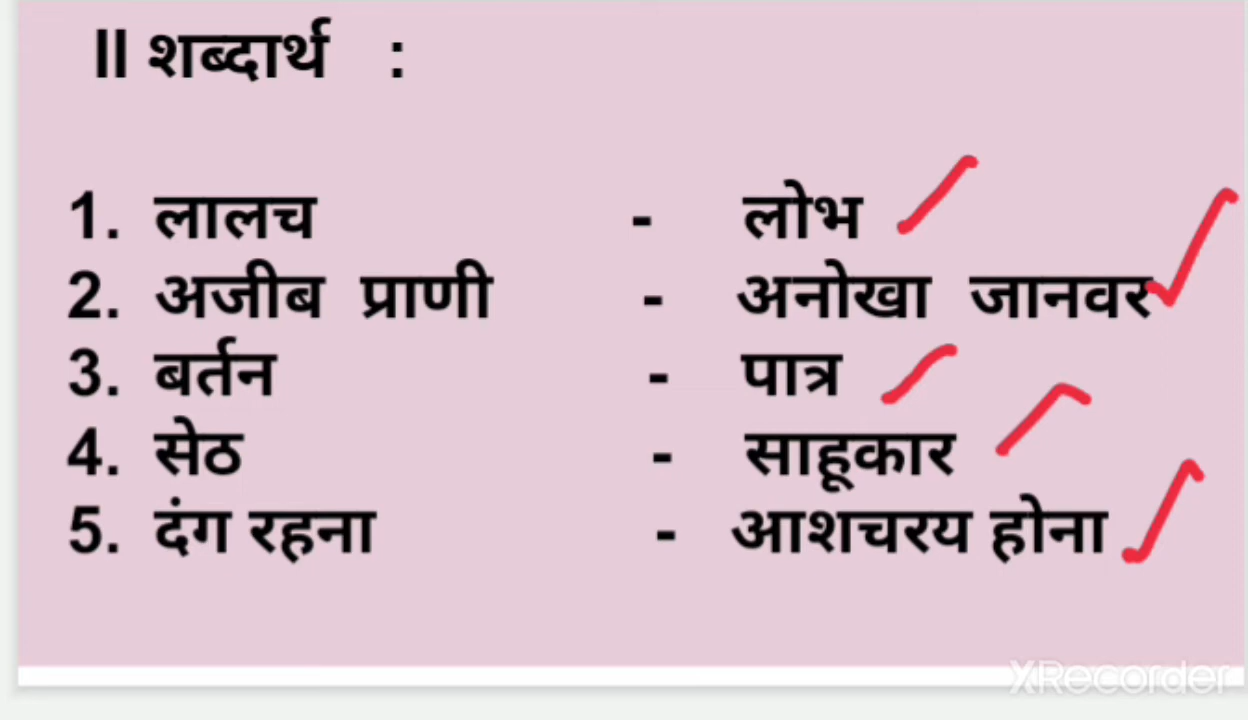 II शब्दार्थ :
1. लालच - लोभ
2. अजीब प्राणी - अनोखा जानवर
3. बर्तन - पात्र
4. सेठ - साहूकार
5. दंग रहना - आशचरय होना
XRecorder